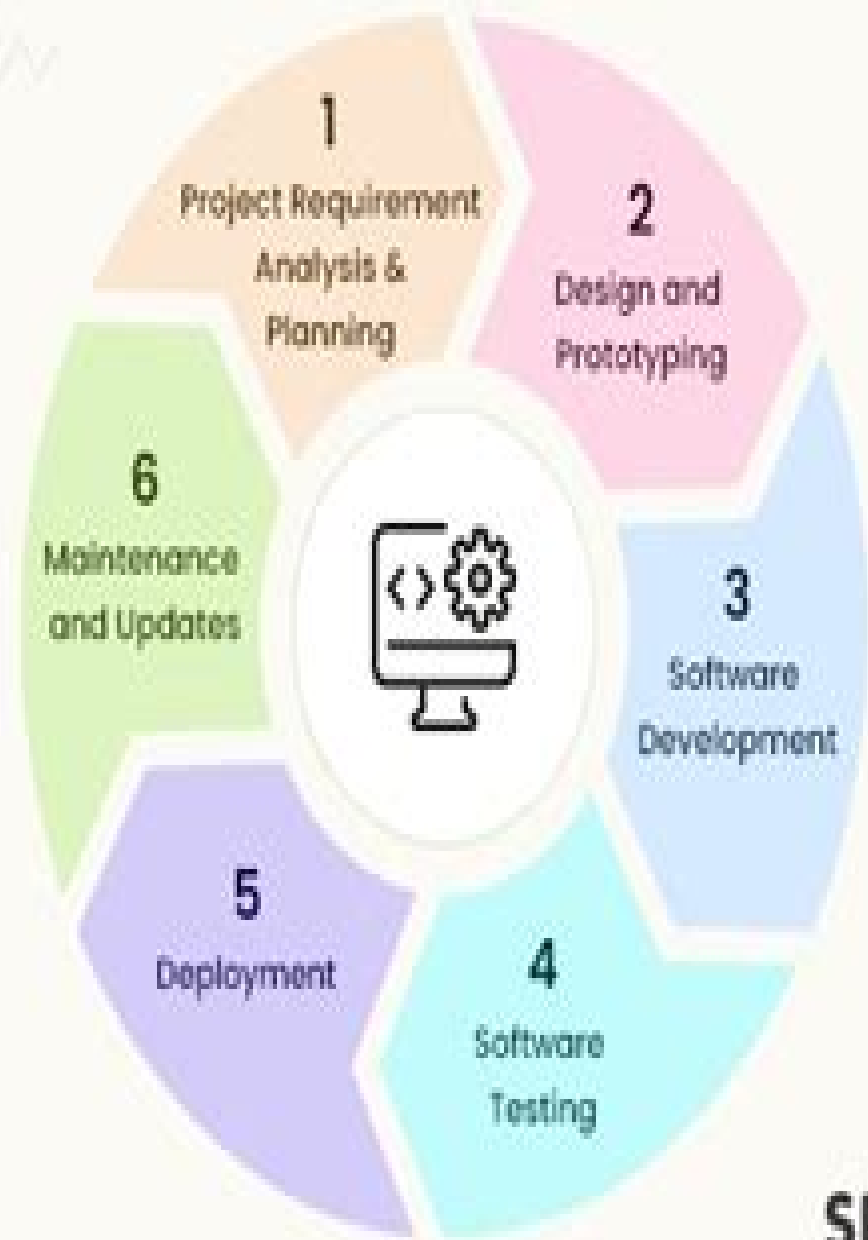 1
Project Requirement
Analysis &
Planning
2
Design and
Prototyping
3
Software
Development
4
Software
Testing
5
Deployment
6
Maintenance
and Updates